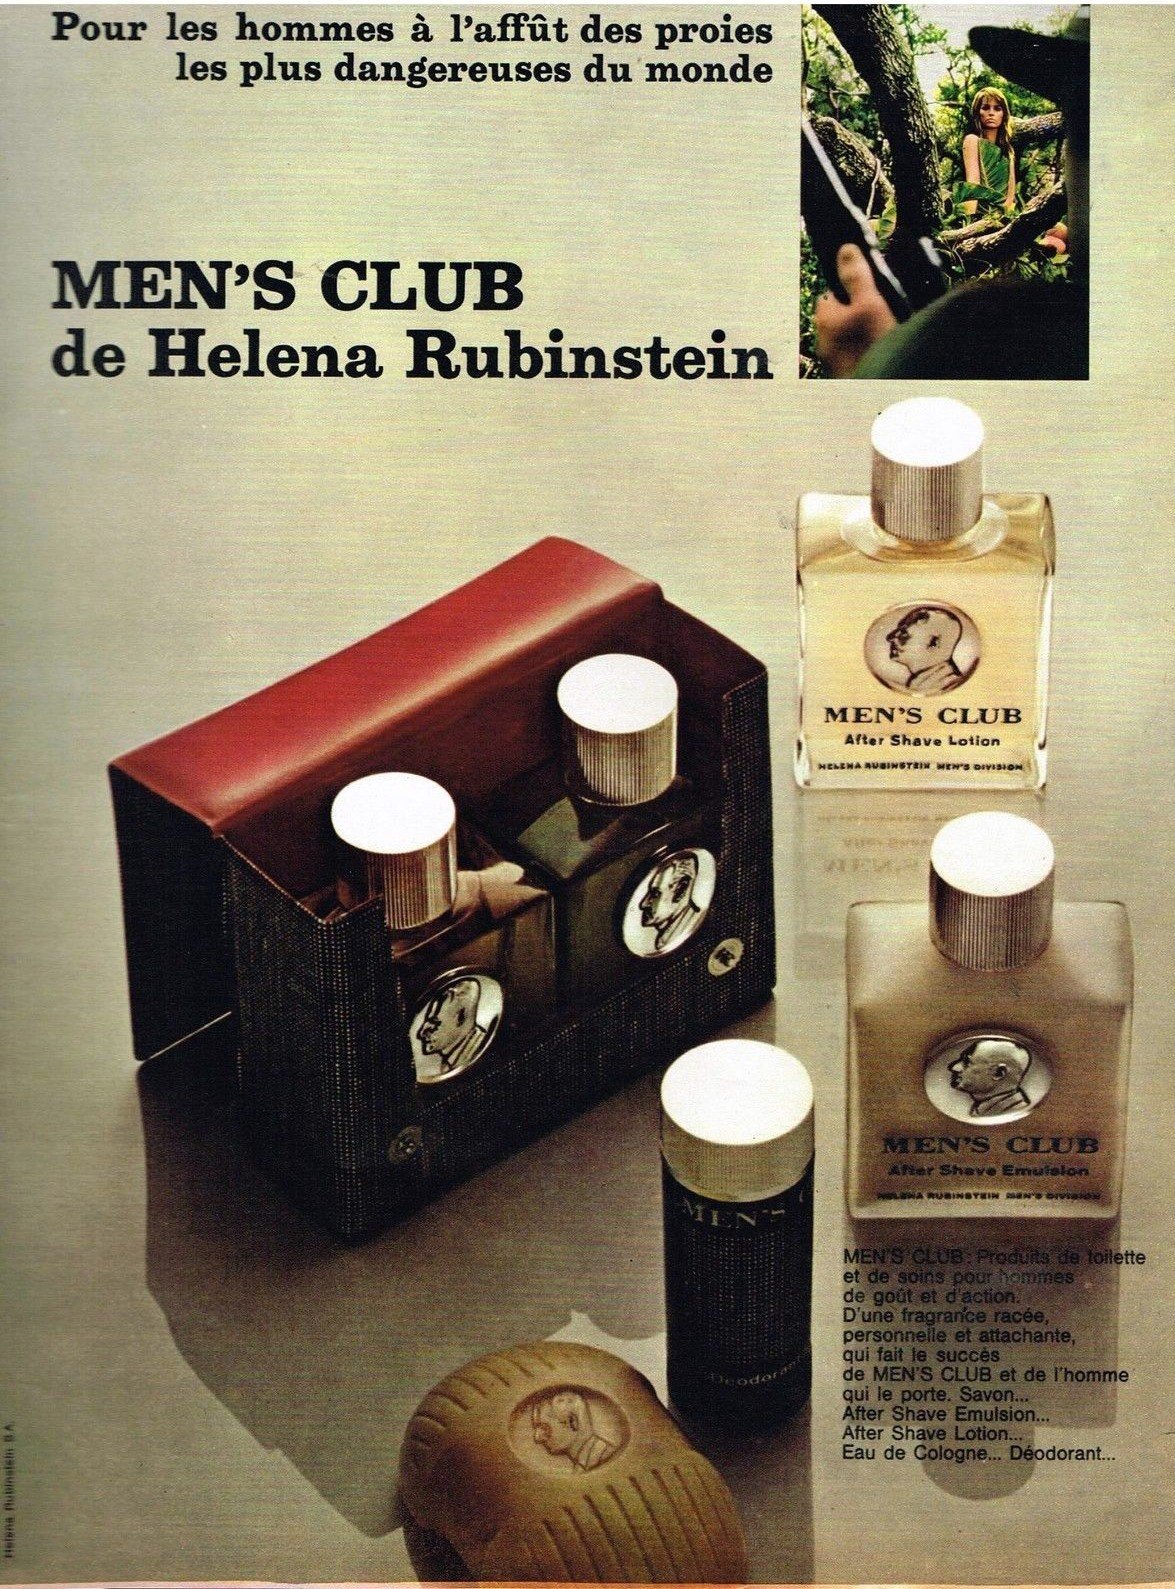 Pour les hommes à l'affût des proies
les plus dangereuses du monde
MEN'S CLUB
de Helena Rubinstein
MEN'S CLUB
After Shave Lotion
HELENA RUBINSTEIN MEN'S DIVISION
MEN'S CLUB
After Shave Emulsion
HELENA RUBINSTEIN MEN'S DIVISION
MEN'S
Deodora
MEN'S CLUB: Produits de toilette
et de soins pour hommes
de goût et d'action.
D'une fragrance racée,
personnelle et attachante,
qui fait le succès
de MEN'S CLUB et de l'homme
qui le porte. Savon...
After Shave Emulsion...
After Shave Lotion...
Eau de Cologne... Déodorant...
Helena Rubinstein S.A.